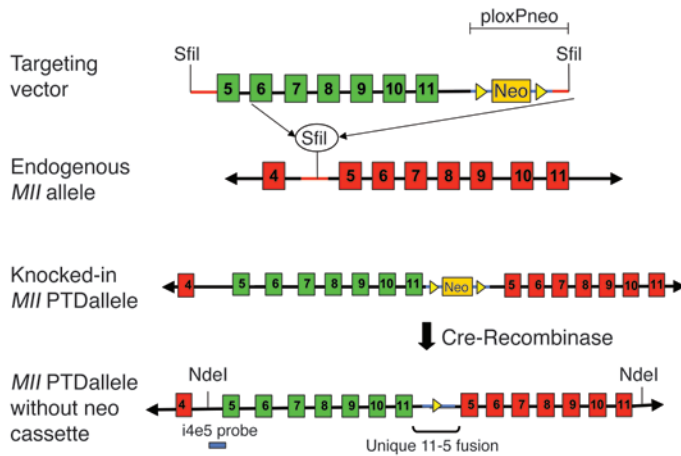 ploxPneo
SfiI SfiI
Targeting vector
5 6 7 8 9 10 11 Neo
SfiI
Endogenous MII allele
4 5 6 7 8 9 10 11
Knocked-in MII PTDallele
4 5 6 7 8 9 10 11 Neo 5 6 7 8 9 10 11
Cre-Recombinase
MII PTDallele without neo cassette
NdeI NdeI
4 5 6 7 8 9 10 11 5 6 7 8 9 10 11
i4e5 probe
Unique 11-5 fusion